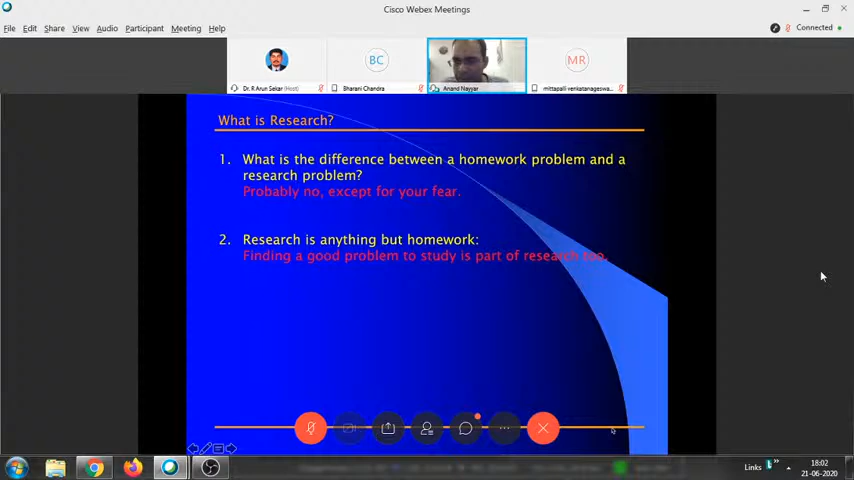 Cisco Webex Meetings
File Edit Share View Audio Participant Meeting Help
Connected
BC
MR
Dr. R Arun Sekar (Host)
Bharani Chandra
Anand Nayyar
mittapalli venkatanageswa...
What is Research?
1. What is the difference between a homework problem and a
research problem?
Probably no, except for your fear.
2. Research is anything but homework:
Finding a good problem to study is part of research too.
Links
18:02
21-06-2020